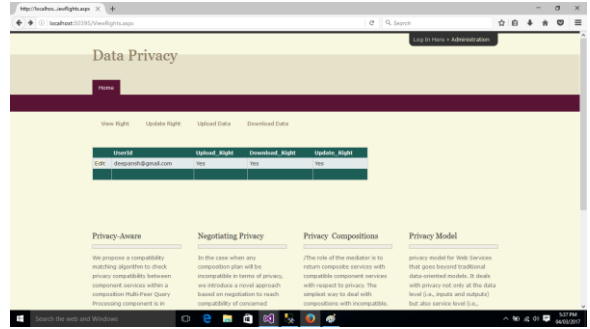 http://localhos...iewRights.aspx
localhost:50395/ViewRights.aspx
Search
Log In Here » Administration
Data Privacy
Home
View Right Update Right Upload Data Download Data
UserId Upload_Right Download_Right Update_Right
Edit deepansh@gmail.com Yes Yes Yes
Privacy-Aware
We propose a compatibility
matching algorithm to check
privacy compatibility between
component services within a
composition Multi-Peer Query
Processing component is in
Negotiating Privacy
In the case when any
composition plan will be
incompatible in terms of privacy,
we introduce a novel approach
based on negotiation to reach
compatibility of concerned
Privacy Compositions
/The role of the mediator is to
return composite services with
compatible component services
with respect to privacy. The
simplest way to deal with
compositions with incompatible.
Privacy Model
privacy model for Web Services
that goes beyond traditional
data-oriented models. It deals
with privacy not only at the data
level (i.e., inputs and outputs)
but also service level (i.e.,
Search the web and Windows
5:37 PM
04/03/2017